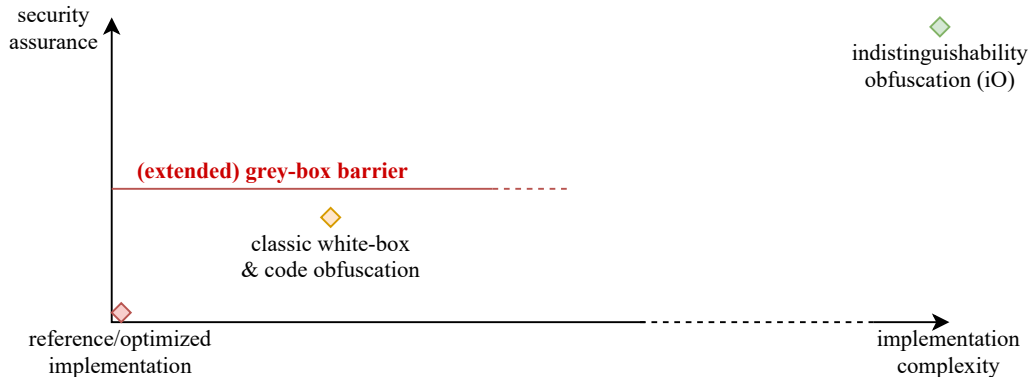 security
assurance
indistinguishability
obfuscation (iO)
(extended) grey-box barrier
classic white-box
& code obfuscation
reference/optimized
implementation
implementation
complexity